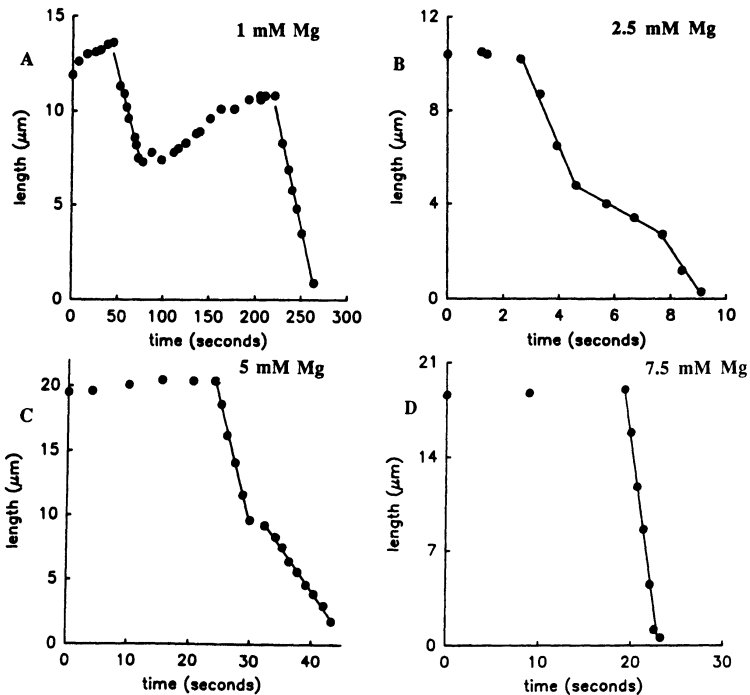 1 mM Mg
A
15
10
5
0
length (μm)
0 50 100 150 200 250 300
time (seconds)
2.5 mM Mg
B
12
8
4
0
length (μm)
0 2 4 6 8 10
time (seconds)
5 mM Mg
C
20
15
10
5
0
length (μm)
0 10 20 30 40
time (seconds)
7.5 mM Mg
D
21
14
7
0
length (μm)
0 10 20 30
time (seconds)